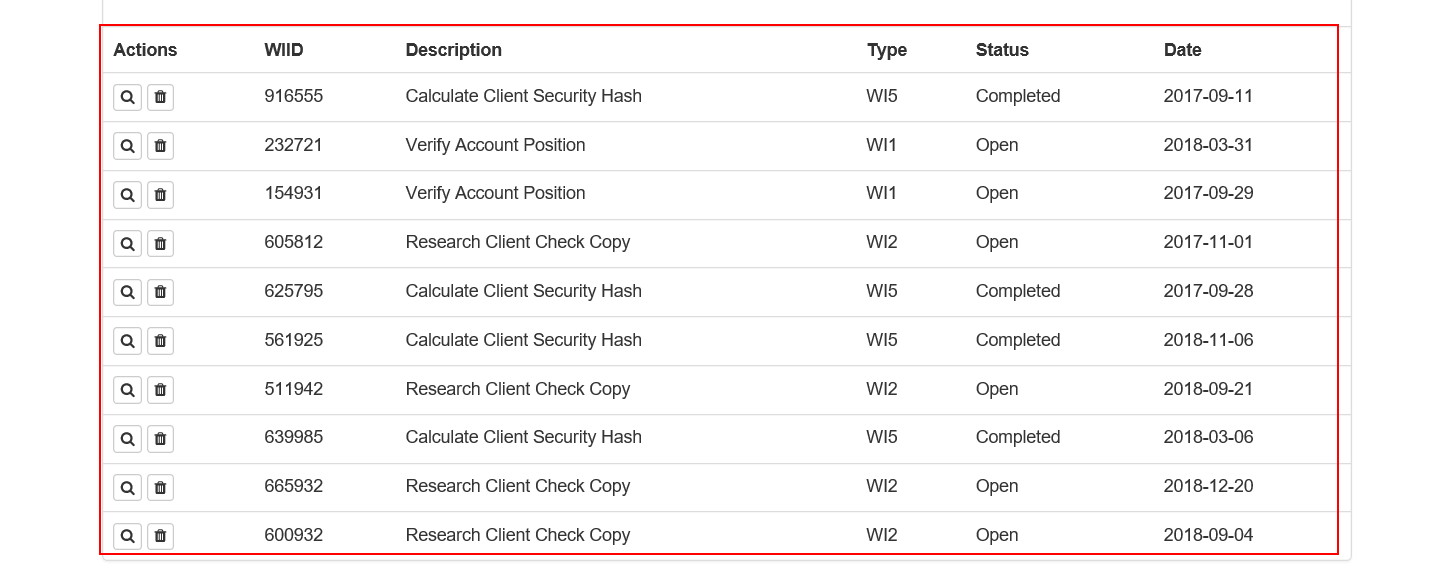 Actions WIID Description Type Status Date
916555 Calculate Client Security Hash WI5 Completed 2017-09-11
232721 Verify Account Position WI1 Open 2018-03-31
154931 Verify Account Position WI1 Open 2017-09-29
605812 Research Client Check Copy WI2 Open 2017-11-01
625795 Calculate Client Security Hash WI5 Completed 2017-09-28
561925 Calculate Client Security Hash WI5 Completed 2018-11-06
511942 Research Client Check Copy WI2 Open 2018-09-21
639985 Calculate Client Security Hash WI5 Completed 2018-03-06
665932 Research Client Check Copy WI2 Open 2018-12-20
600932 Research Client Check Copy WI2 Open 2018-09-04